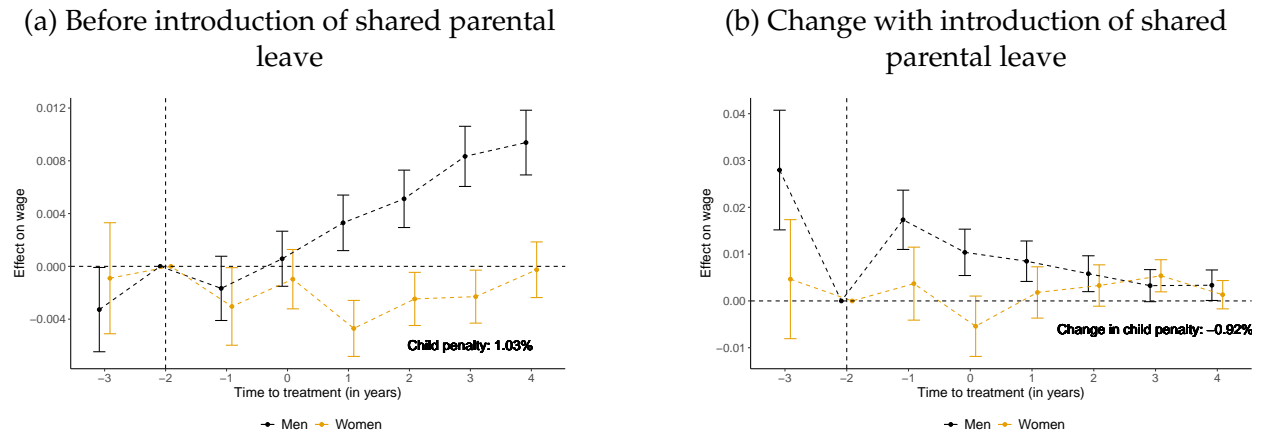 (a) Before introduction of shared parental
leave
0.012
0.008
0.004
0.000
−0.004
Effect on wage
Child penalty: 1.03%
−3 −2 −1 0 1 2 3 4
Time to treatment (in years)
Men Women
(b) Change with introduction of shared
parental leave
0.04
0.03
0.02
0.01
0.00
−0.01
Effect on wage
Change in child penalty: −0.92%
−3 −2 −1 0 1 2 3 4
Time to treatment (in years)
Men Women